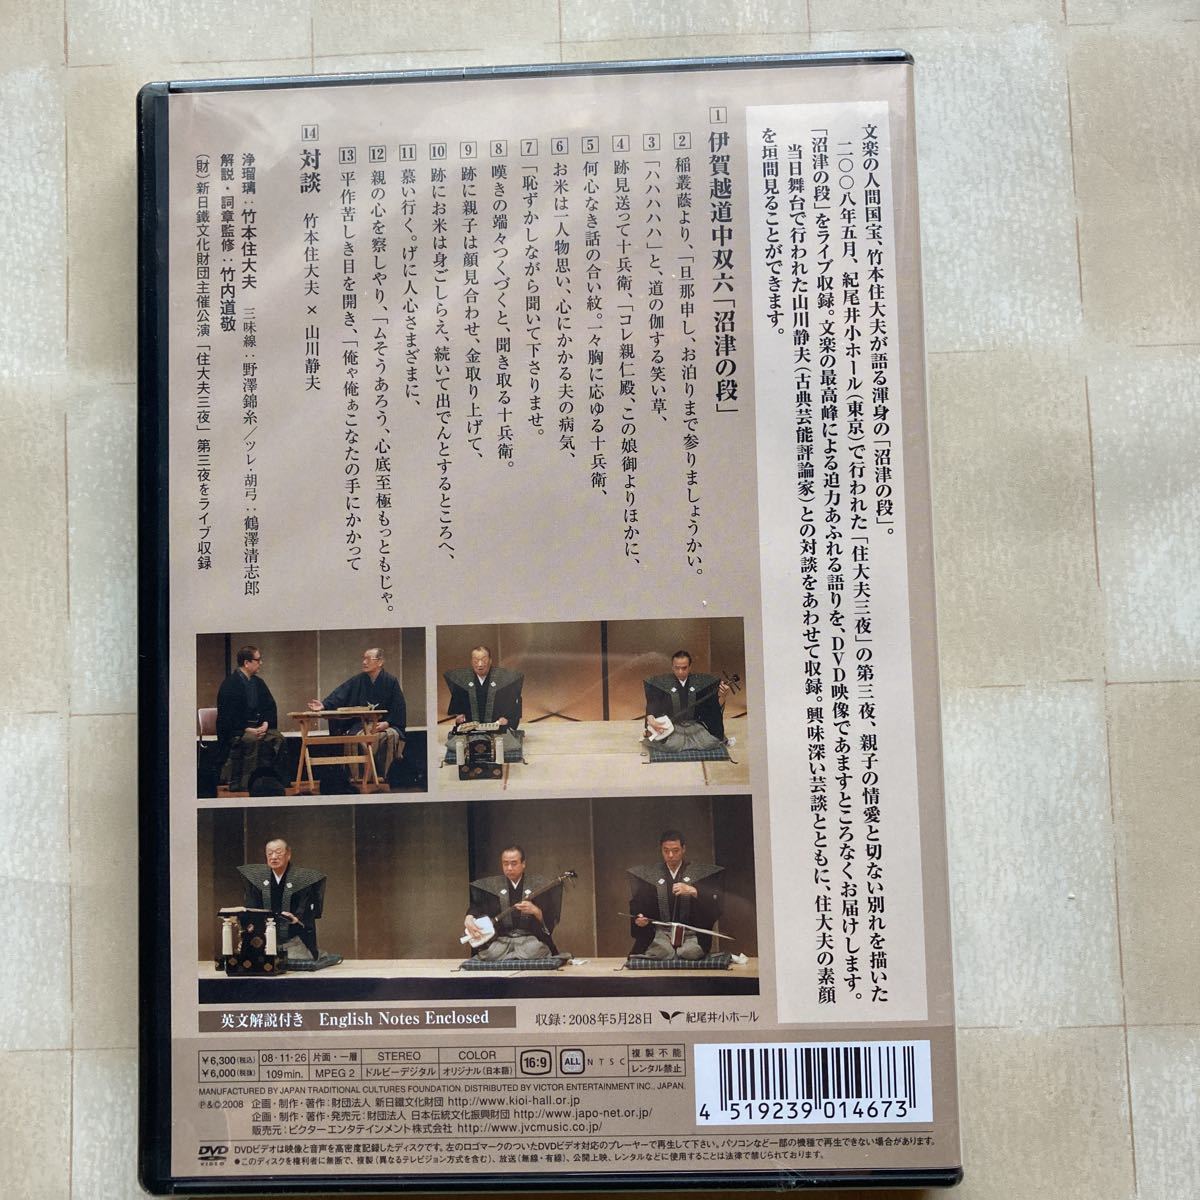 文楽の人間国宝、竹本住大夫が語る渾身の「沼津の段」。
二〇〇八年五月、紀尾井小ホール(東京)で行われた「住大夫三夜」の第三夜、親子の情愛と切ない別れを描いた
「沼津の段」をライブ収録。文楽の最高峰による迫力あふれる語りを、DVD映像であますところなくお届けします。
当日舞台で行われた山川静夫(古典芸能評論家)との対談をあわせて収録。興味深い芸談とともに、住大夫の素顔
を垣間見ることができます。
1 伊賀越道中双六「沼津の段」
2 稲叢蔭より、「旦那申し、お泊りまで参りましょうかい。
3 「ハハハハハ」と、道の伽する笑い草、
4 跡見送って十兵衛、「コレ親仁殿、この娘御よりほかに、
5 何心なき話の合い紋。一々胸に応ゆる十兵衛、
6 お米は一人物思い、心にかかる夫の病気、
7 「恥ずかしながら聞いて下さりませ。
8 嘆きの端々つくづくと、聞き取る十兵衛。
9 跡に親子は顔見合わせ、金取り上げて、
10 跡にお米は身ごしらえ、続いて出でんとするところへ、
11 慕い行く。げに人心さまざまに、
12 親の心を察しやり、「ムそうあろう、心底至極もっともじゃ。
13 平作苦しき目を開き、「俺ゃ俺ぁこなたの手にかかって
14 対談 竹本住大夫 × 山川静夫
浄瑠璃:竹本住大夫 三味線:野澤錦糸/ツレ・胡弓:鶴澤清志郎
解説・詞章監修:竹内道敬
(財)新日鐵文化財団主催公演「住大夫三夜」第三夜をライブ収録
英文解説付き English Notes Enclosed
収録:2008年5月28日 紀尾井小ホール
¥6,300(税込) 08・11・26 片面・一層 STEREO COLOR 16:9 ALL NTSC 複製不能
¥6,000(税抜) 109min. MPEG 2 ドルビーデジタル オリジナル(日本語) レンタル禁止
MANUFACTURED BY JAPAN TRADITIONAL CULTURES FOUNDATION. DISTRIBUTED BY VICTOR ENTERTAINMENT INC., JAPAN.
℗&©2008 企画・制作・著作:財団法人 新日鐵文化財団 http://www.kioi-hall.or.jp
企画・制作・著作・発売元:財団法人 日本伝統文化振興財団 http://www.japo-net.or.jp/
販売元:ビクターエンタテインメント株式会社 http://www.jvcmusic.co.jp/
4 519239 014673
DVD VIDEO DVDビデオは映像と音声を高密度記録したディスクです。左のロゴマークのついたDVDビデオ対応のプレーヤーで再生して下さい。パソコンなど一部の機種で再生できない場合があります。
●このディスクを権利者に無断で、複製(異なるテレビジョン方式を含む)、放送(無線・有線)、公開上映、レンタルなどに使用することは法律で禁じられております。